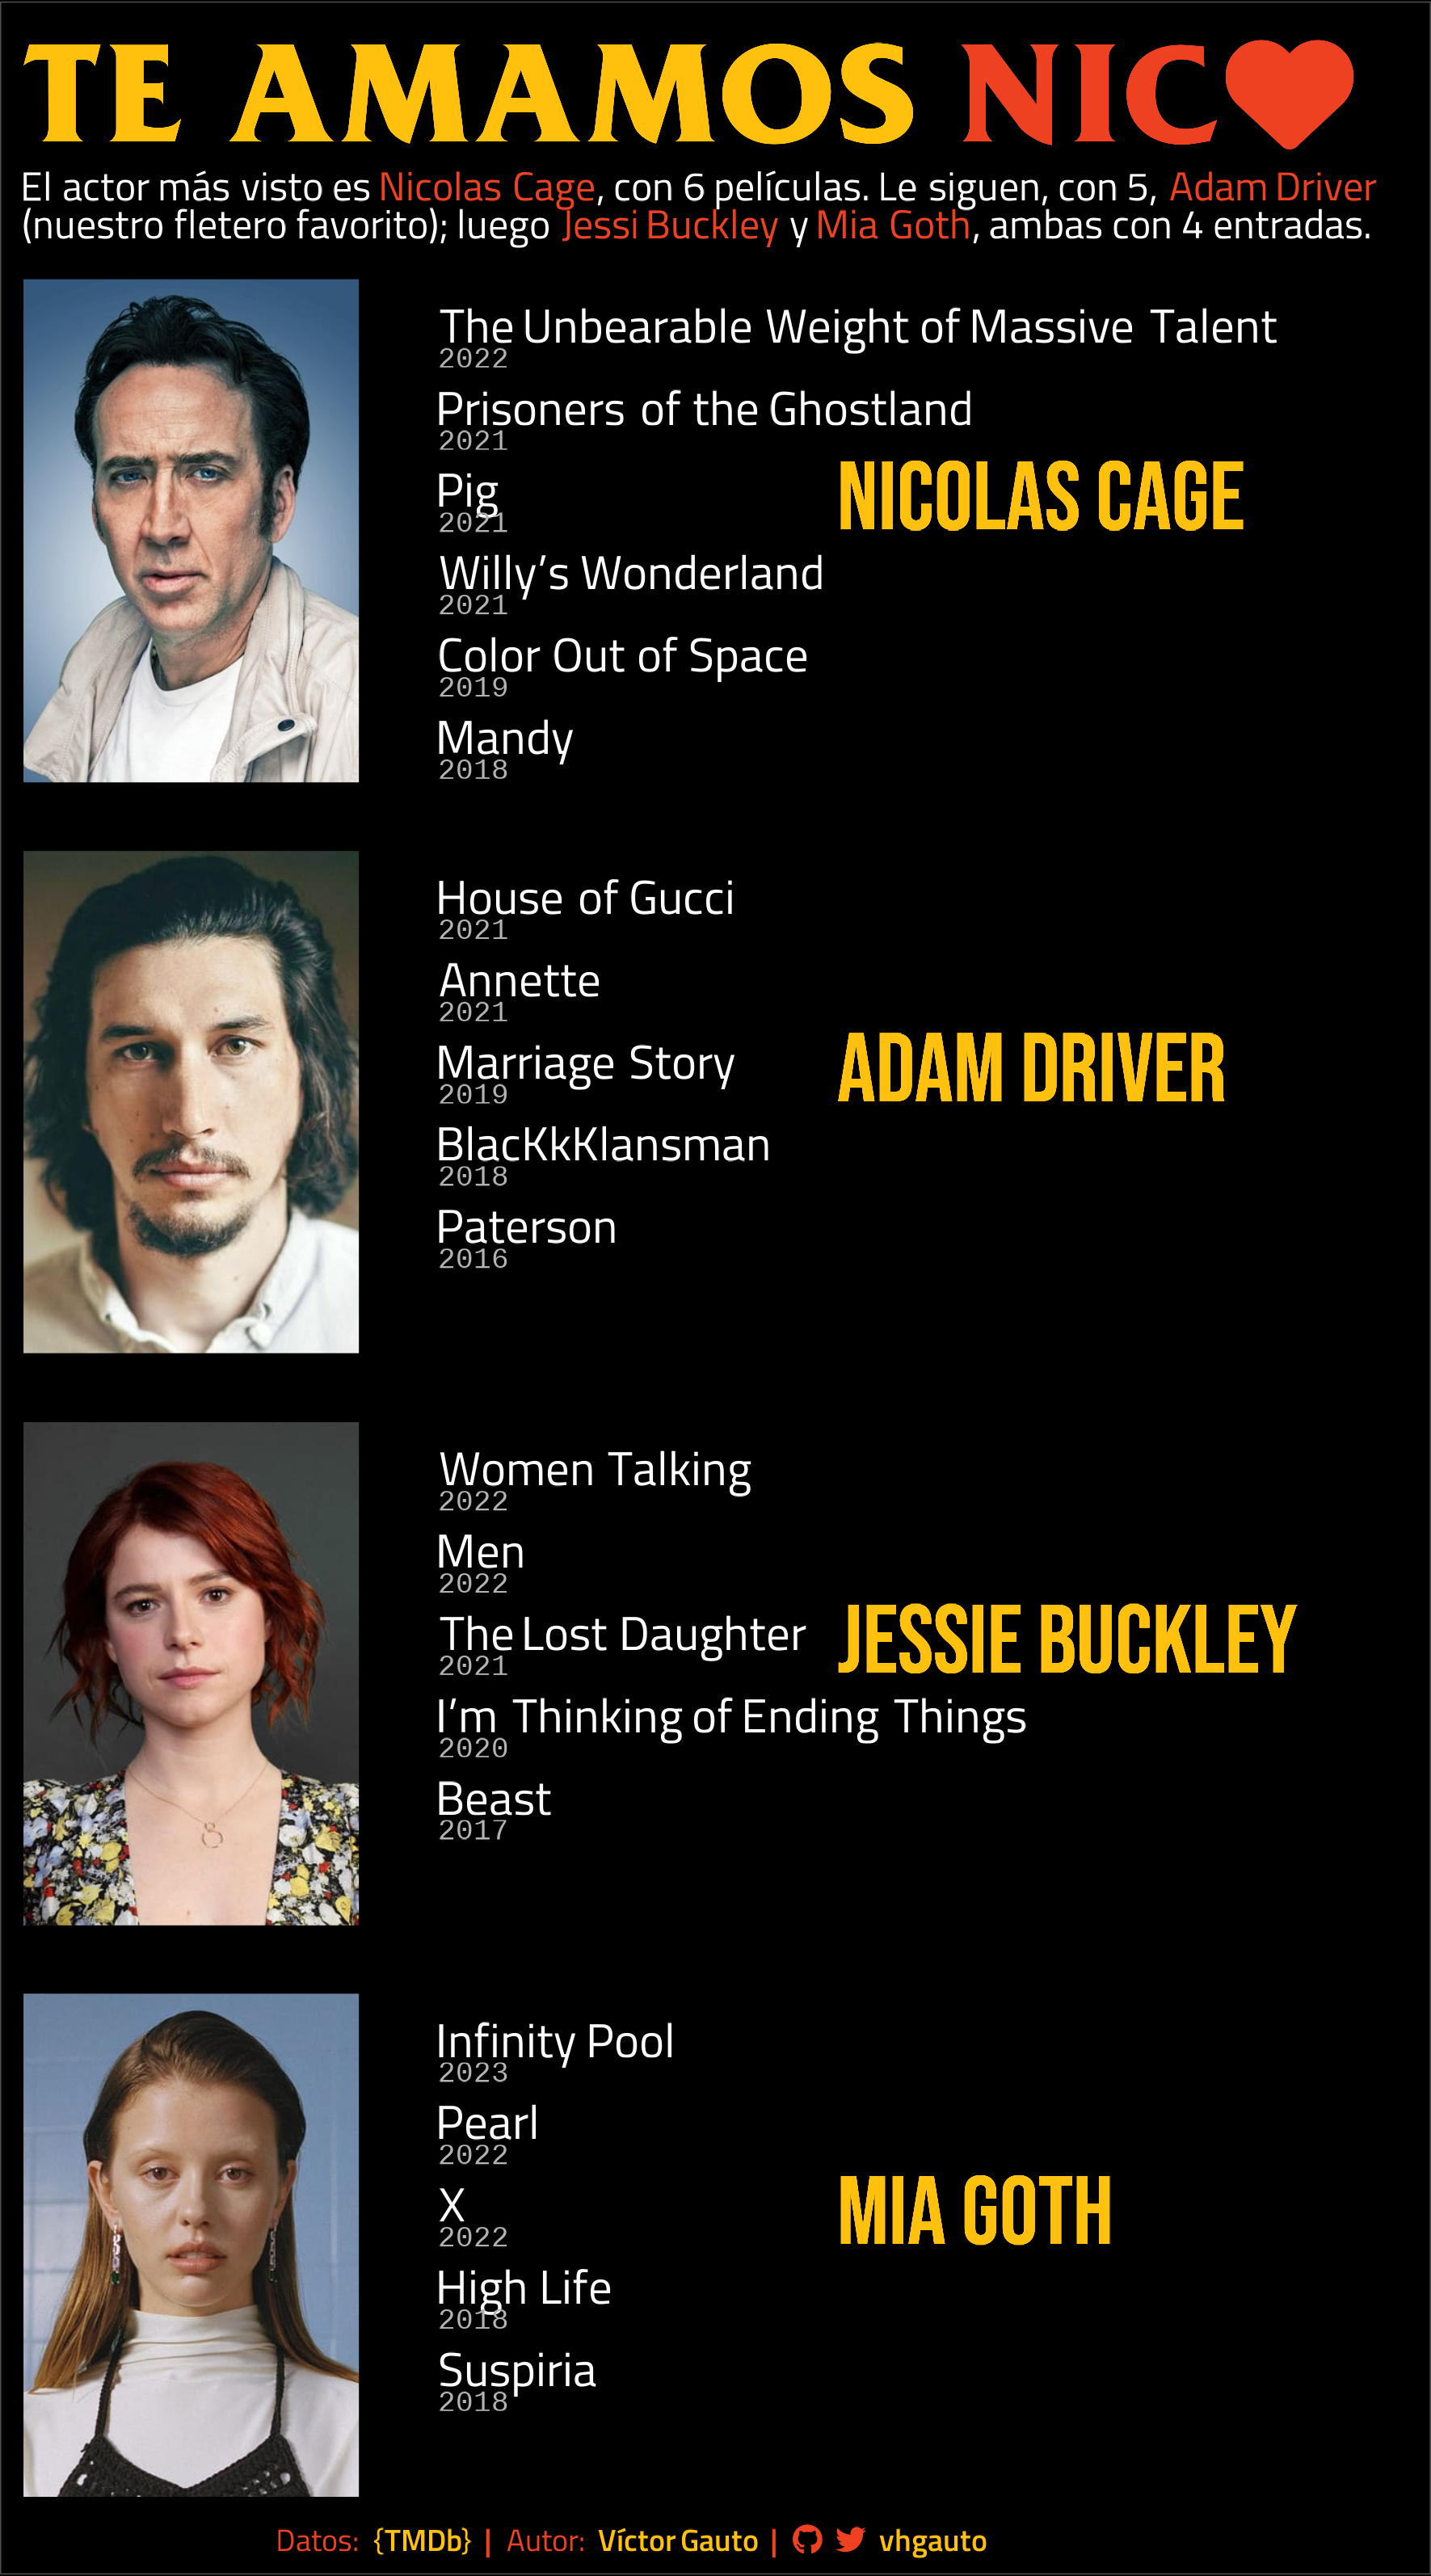 TE AMAMOS NIC
El actor más visto es Nicolas Cage, con 6 películas. Le siguen, con 5, Adam Driver
(nuestro fletero favorito); luego Jessi Buckley y Mia Goth, ambas con 4 entradas.
The Unbearable Weight of Massive Talent
2022
Prisoners of the Ghostland
2021
Pig
2021
Willy’s Wonderland
2021
Color Out of Space
2019
Mandy
2018
NICOLAS CAGE
House of Gucci
2021
Annette
2021
Marriage Story
2019
BlacKkKlansman
2018
Paterson
2016
ADAM DRIVER
Women Talking
2022
Men
2022
The Lost Daughter
2021
I’m Thinking of Ending Things
2020
Beast
2017
JESSIE BUCKLEY
Infinity Pool
2023
Pearl
2022
X
2022
High Life
2018
Suspiria
2018
MIA GOTH
Datos: {TMDb} | Autor: Víctor Gauto | vhgauto